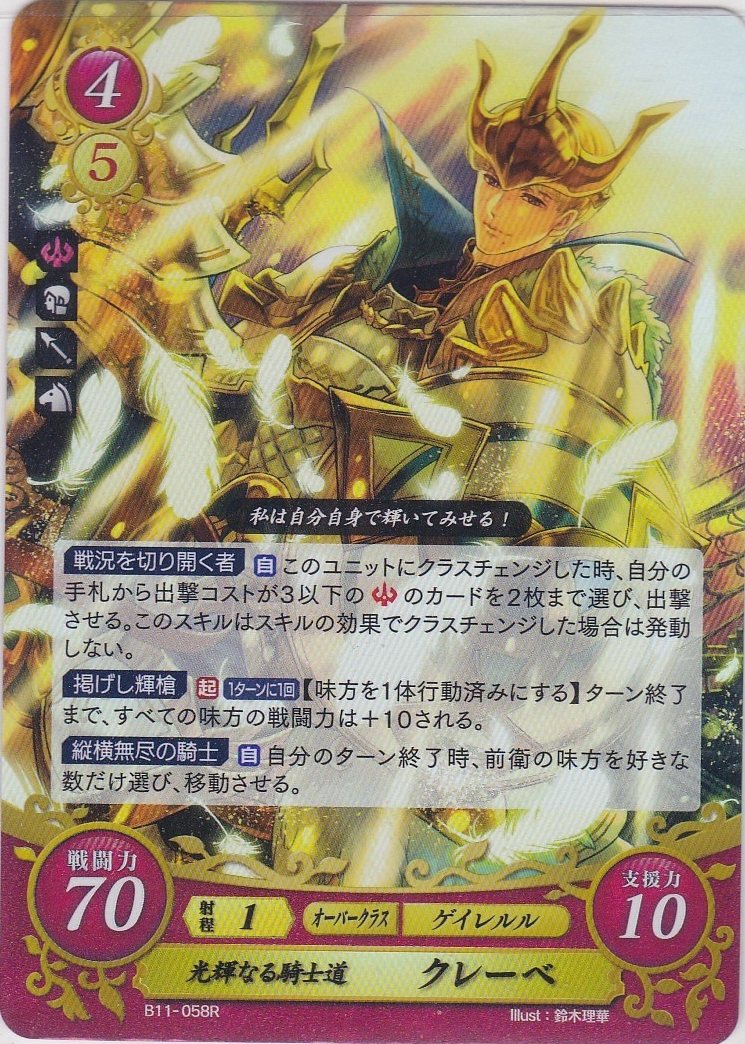 4
5
私は自分自身で輝いてみせる！
戦況を切り開く者 自 このユニットにクラスチェンジした時、自分の
手札から出撃コストが3以下の のカードを2枚まで選び、出撃
させる。このスキルはスキルの効果でクラスチェンジした場合は発動
しない。
掲げし輝槍 起 1ターンに1回【味方を1体行動済みにする】ターン終了
まで、すべての味方の戦闘力は＋10される。
縦横無尽の騎士 自 自分のターン終了時、前衛の味方を好きな
数だけ選び、移動させる。
戦闘力
70
射程 1 オーバークラス ゲイレルル
支援力
10
光輝なる騎士道 クレーベ
B11-058R Illust：鈴木理華